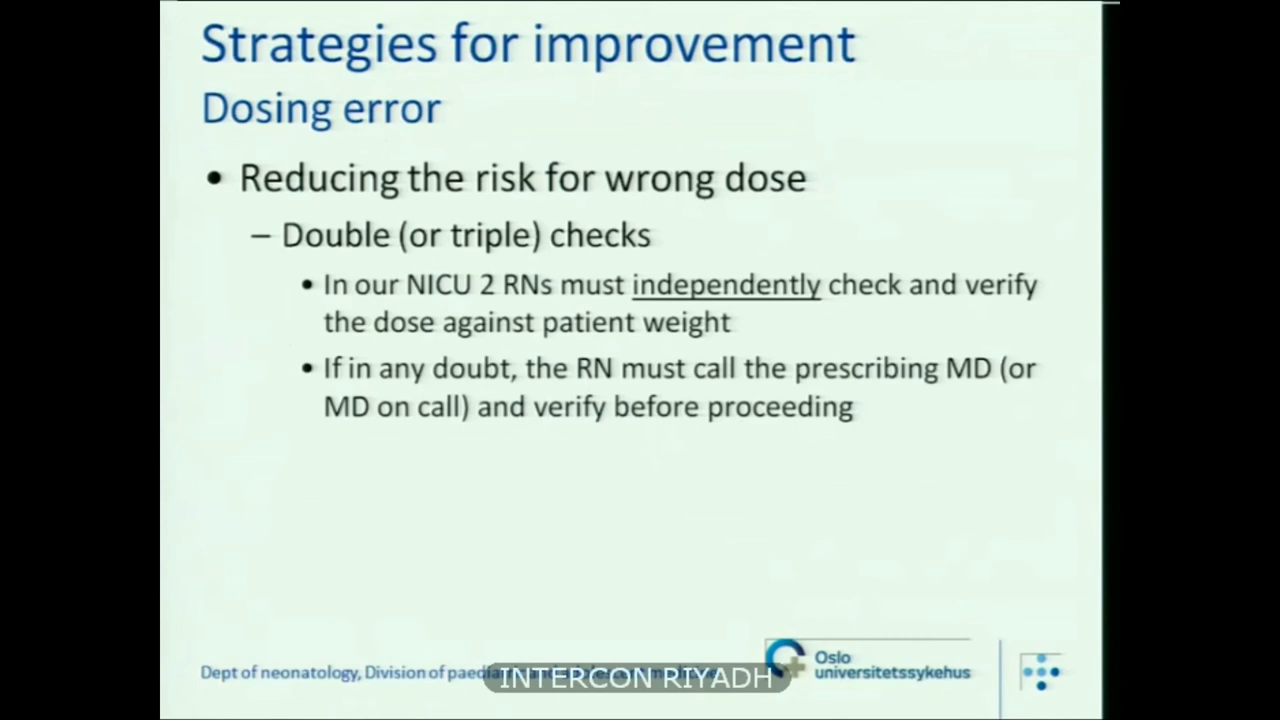 Strategies for improvement
Dosing error
• Reducing the risk for wrong dose
– Double (or triple) checks
• In our NICU 2 RNs must independently check and verify
the dose against patient weight
• If in any doubt, the RN must call the prescribing MD (or
MD on call) and verify before proceeding
Dept of neonatology, Division of
INTERCON RIYADH
Oslo
universitetssykehus